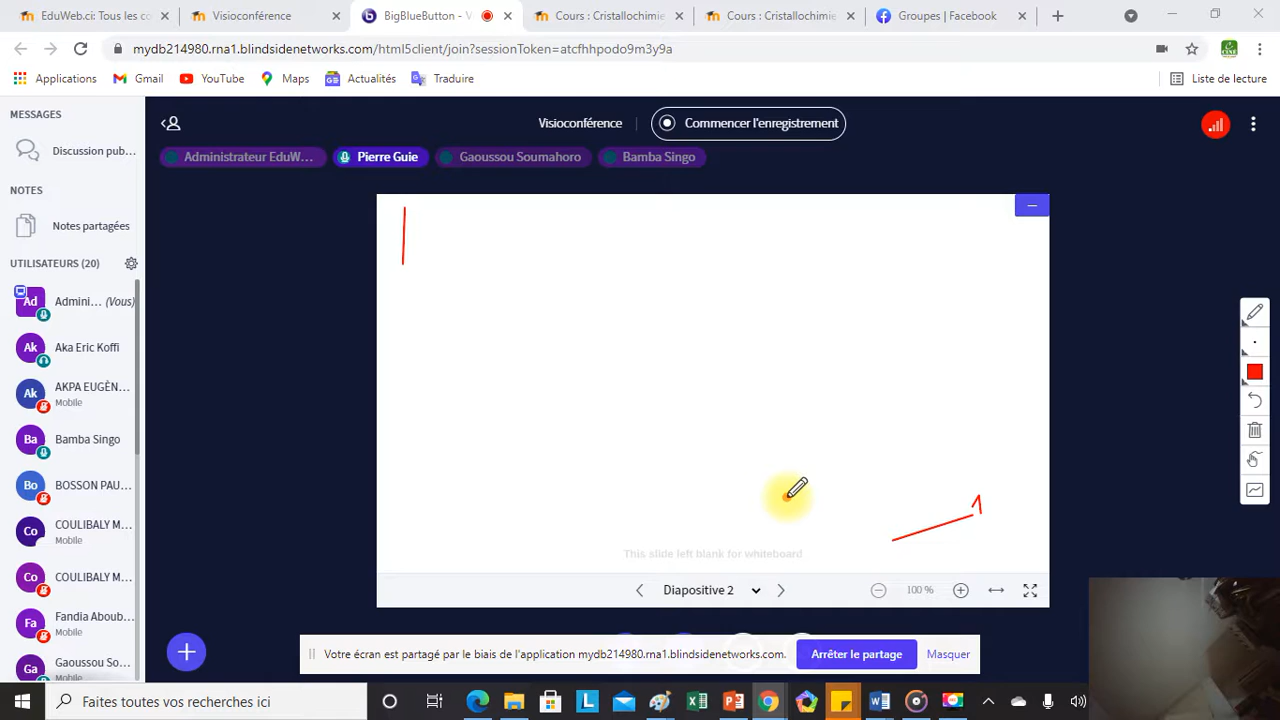 EduWeb.ci: Tous les co
Visioconférence
BigBlueButton - V
Cours : Cristallochimie
Cours : Cristallochimie
Groupes | Facebook
mydb214980.rna1.blindsidenetworks.com/html5client/join?sessionToken=atcfhhpodo9m3y9a
Applications
Gmail
YouTube
Maps
Actualités
Traduire
Liste de lecture
MESSAGES
Discussion pub...
NOTES
Notes partagées
UTILISATEURS (20)
Ad Admini... (Vous)
Ak Aka Eric Koffi
Ak AKPA EUGÈN...
Mobile
Ba Bamba Singo
Bo BOSSON PAU...
Mobile
Co COULIBALY M...
Mobile
Co COULIBALY M...
Mobile
Fa Fandia Aboub...
Mobile
Ga Gaoussou So...
Mobile
Visioconférence
Commencer l'enregistrement
Administrateur EduW...
Pierre Guie
Gaoussou Soumahoro
Bamba Singo
1
This slide left blank for whiteboard
Diapositive 2
100 %
Votre écran est partagé par le biais de l'application mydb214980.rna1.blindsidenetworks.com.
Arrêter le partage
Masquer
Faites toutes vos recherches ici